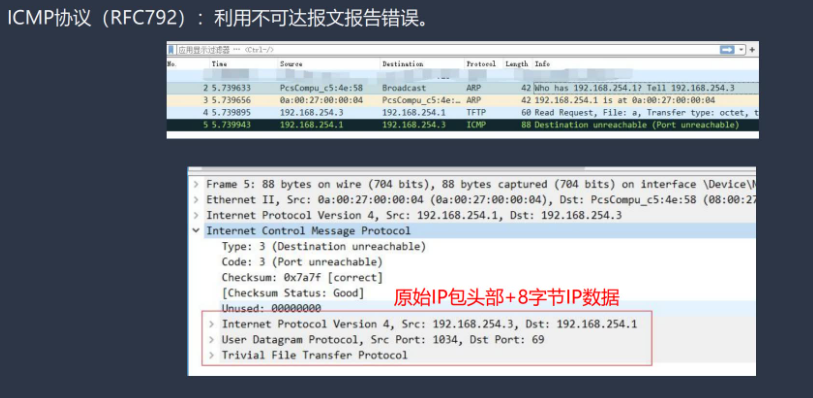 ICMP协议（RFC792）：利用不可达报文报告错误。
应用显示过滤器 … 〈Ctrl-/〉
No. Time Source Destination Protocol Length Info
2 5.739633 PcsCompu_c5:4e:58 Broadcast ARP 42 Who has 192.168.254.1? Tell 192.168.254.3
3 5.739656 0a:00:27:00:00:04 PcsCompu_c5:4e:… ARP 42 192.168.254.1 is at 0a:00:27:00:00:04
4 5.739895 192.168.254.3 192.168.254.1 TFTP 60 Read Request, File: a, Transfer type: octet, t
5 5.739943 192.168.254.1 192.168.254.3 ICMP 88 Destination unreachable (Port unreachable)
Frame 5: 88 bytes on wire (704 bits), 88 bytes captured (704 bits) on interface \Device\N
Ethernet II, Src: 0a:00:27:00:00:04 (0a:00:27:00:00:04), Dst: PcsCompu_c5:4e:58 (08:00:27
Internet Protocol Version 4, Src: 192.168.254.1, Dst: 192.168.254.3
Internet Control Message Protocol
Type: 3 (Destination unreachable)
Code: 3 (Port unreachable)
Checksum: 0x7a7f [correct]
[Checksum Status: Good]
原始IP包头部+8字节IP数据
Unused: 00000000
Internet Protocol Version 4, Src: 192.168.254.3, Dst: 192.168.254.1
User Datagram Protocol, Src Port: 1034, Dst Port: 69
Trivial File Transfer Protocol